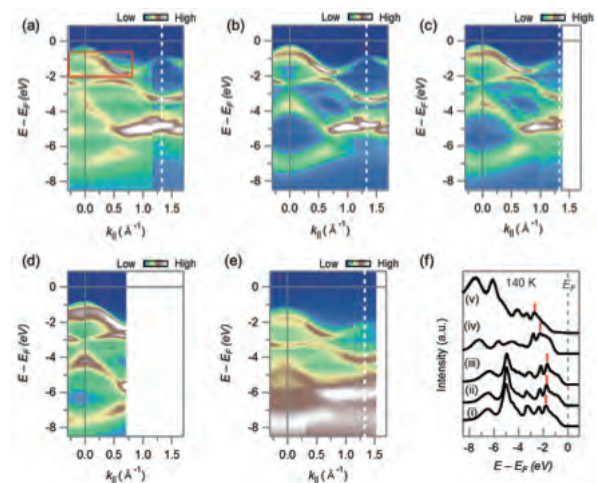 (a) Low High
(b) Low High
(c) Low High
0
-2
-4
-6
-8
E − E_F (eV)
0.0 0.5 1.0 1.5
k|| (Å⁻¹)
0
-2
-4
-6
-8
E − E_F (eV)
0.0 0.5 1.0 1.5
k|| (Å⁻¹)
0
-2
-4
-6
-8
E − E_F (eV)
0.0 0.5 1.0 1.5
k|| (Å⁻¹)
(d) Low High
(e) Low High
(f)
0
-2
-4
-6
-8
E − E_F (eV)
0.0 0.5 1.0 1.5
k|| (Å⁻¹)
0
-2
-4
-6
-8
E − E_F (eV)
0.0 0.5 1.0 1.5
k|| (Å⁻¹)
140 K
E_F
(v)
(iv)
(iii)
(ii)
(i)
Intensity (a.u.)
-8 -6 -4 -2 0
E − E_F (eV)